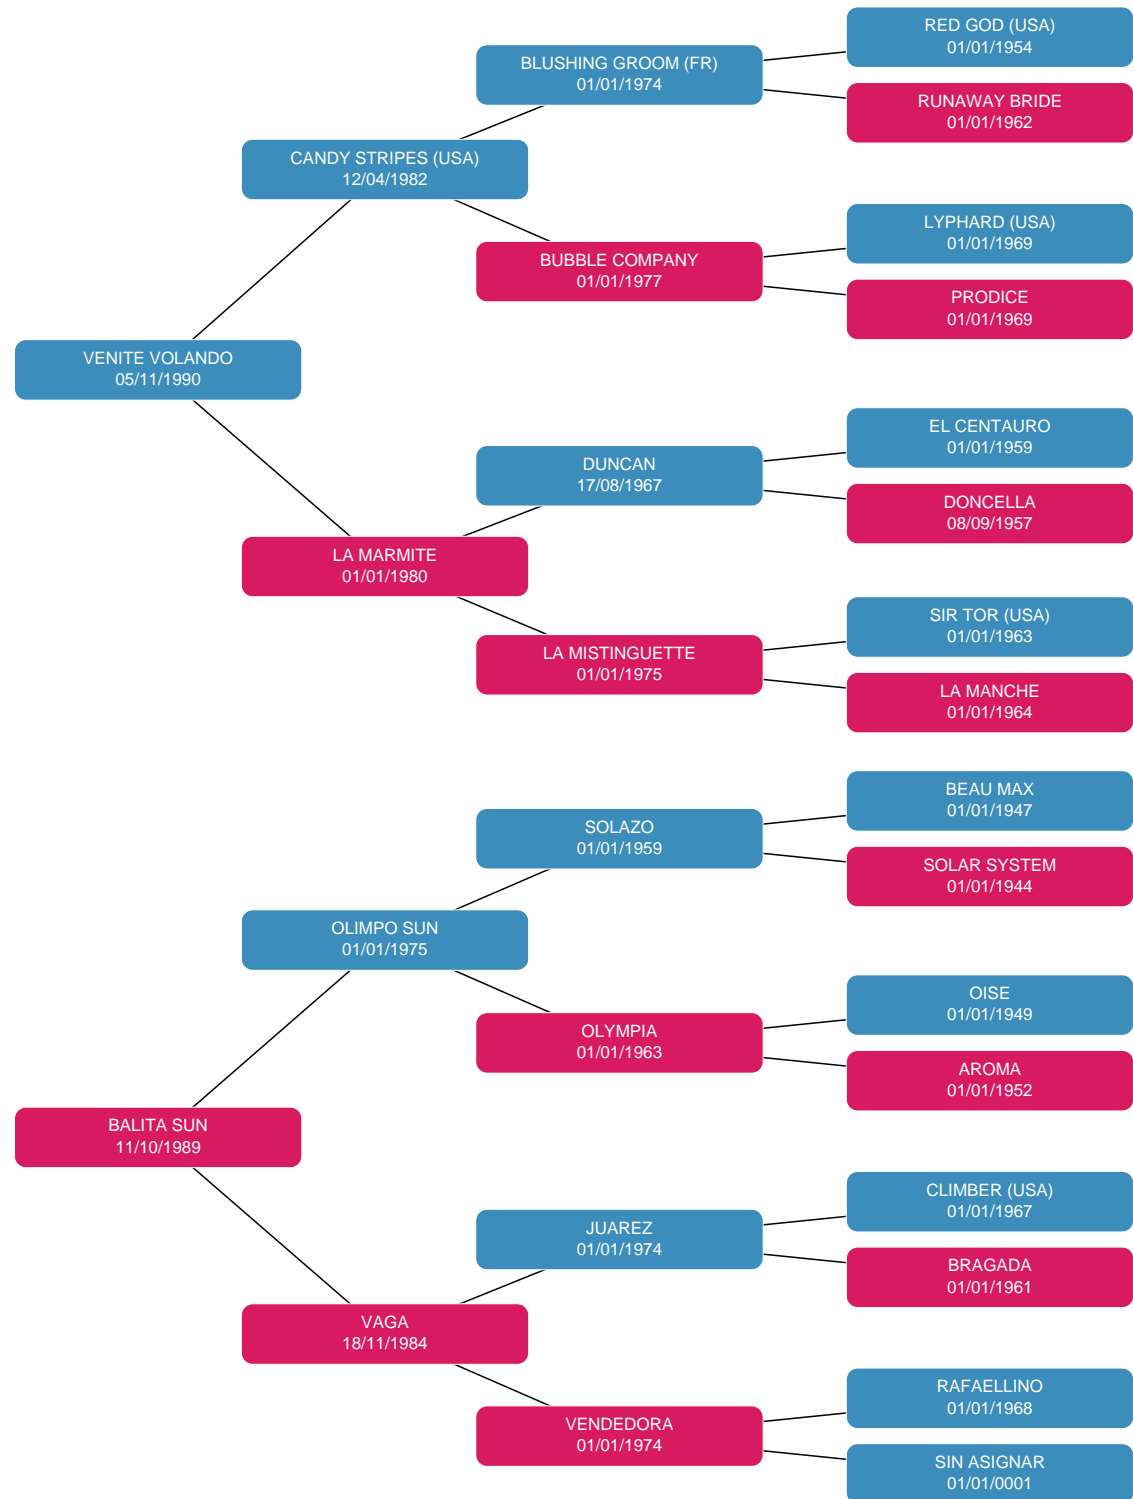 RED GOD (USA)
01/01/1954
BLUSHING GROOM (FR)
01/01/1974
RUNAWAY BRIDE
01/01/1962
CANDY STRIPES (USA)
12/04/1982
LYPHARD (USA)
01/01/1969
BUBBLE COMPANY
01/01/1977
PRODICE
01/01/1969
VENITE VOLANDO
05/11/1990
EL CENTAURO
01/01/1959
DUNCAN
17/08/1967
DONCELLA
08/09/1957
LA MARMITE
01/01/1980
SIR TOR (USA)
01/01/1963
LA MISTINGUETTE
01/01/1975
LA MANCHE
01/01/1964
BEAU MAX
01/01/1947
SOLAZO
01/01/1959
SOLAR SYSTEM
01/01/1944
OLIMPO SUN
01/01/1975
OISE
01/01/1949
OLYMPIA
01/01/1963
AROMA
01/01/1952
BALITA SUN
11/10/1989
CLIMBER (USA)
01/01/1967
JUAREZ
01/01/1974
BRAGADA
01/01/1961
VAGA
18/11/1984
RAFAELLINO
01/01/1968
VENDEDORA
01/01/1974
SIN ASIGNAR
01/01/0001